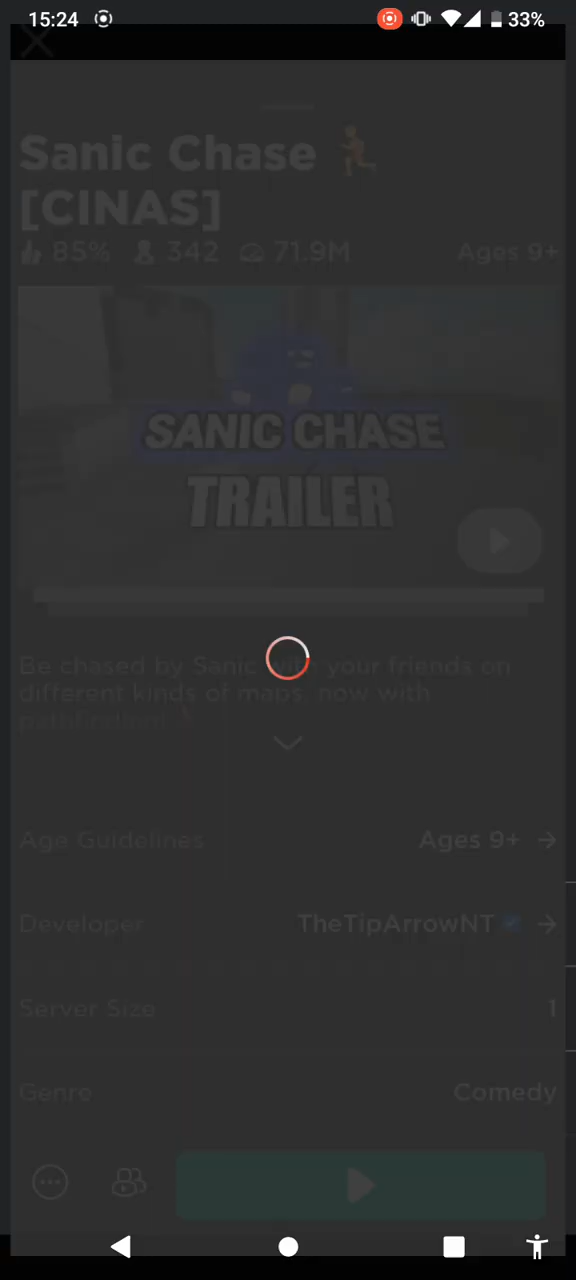 15:24
33%
Sanic Chase
[CINAS]
85% 342 71.9M Ages 9+
SANIC CHASE
TRAILER
Be chased by Sanic with your friends on
different kinds of maps, now with
Age Guidelines Ages 9+
Developer TheTipArrowNT
Server Size 1
Genre Comedy